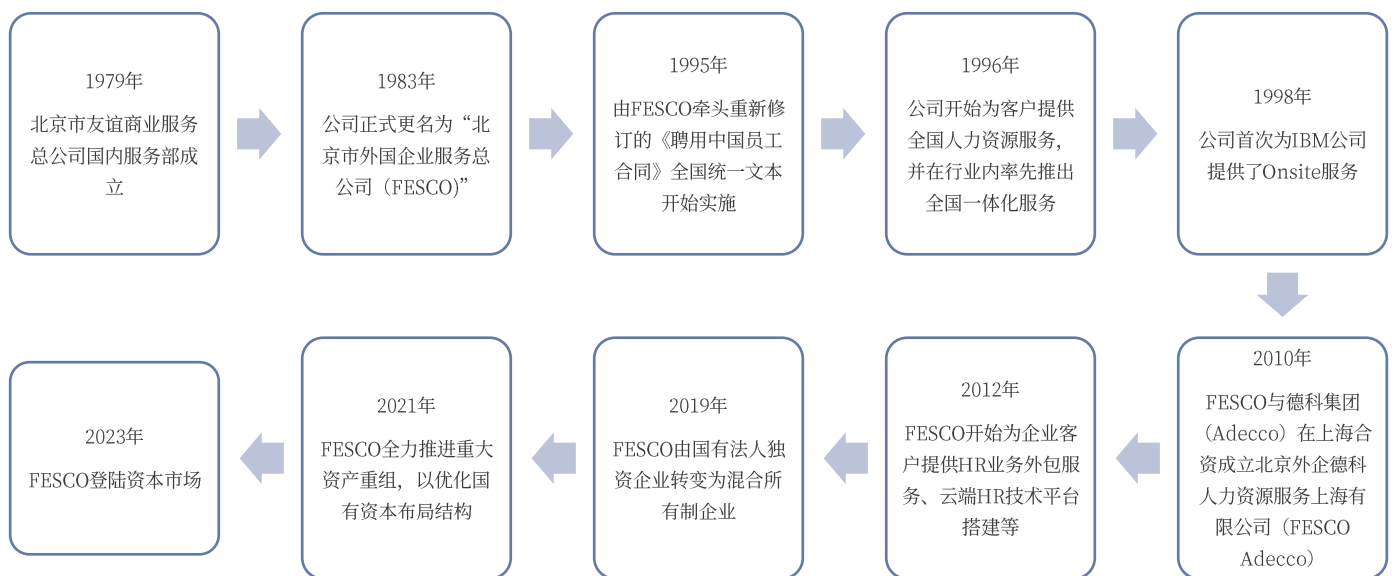 1979年
北京市友谊商业服务
总公司国内服务部成
立
1983年
公司正式更名为“北
京市外国企业服务总
公司（FESCO)”
1995年
由FESCO牵头重新修
订的《聘用中国员工
合同》全国统一文本
开始实施
1996年
公司开始为客户提供
全国人力资源服务，
并在行业内率先推出
全国一体化服务
1998年
公司首次为IBM公司
提供了Onsite服务
2010年
FESCO与德科集团
（Adecco）在上海合
资成立北京外企德科
人力资源服务上海有
限公司（FESCO
Adecco）
2012年
FESCO开始为企业客
户提供HR业务外包服
务、云端HR技术平台
搭建等
2019年
FESCO由国有法人独
资企业转变为混合所
有制企业
2021年
FESCO全力推进重大
资产重组，以优化国
有资本布局结构
2023年
FESCO登陆资本市场